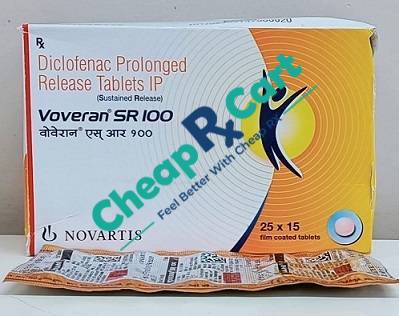 Rx
Diclofenac Prolonged
Release Tablets IP
(Sustained Release)
Voveran® SR 100
वोवेरान® एस् आर १००
Cheap Rx Cart
Feel Better With Cheap Rx
NOVARTIS
25 x 15
film coated tablets